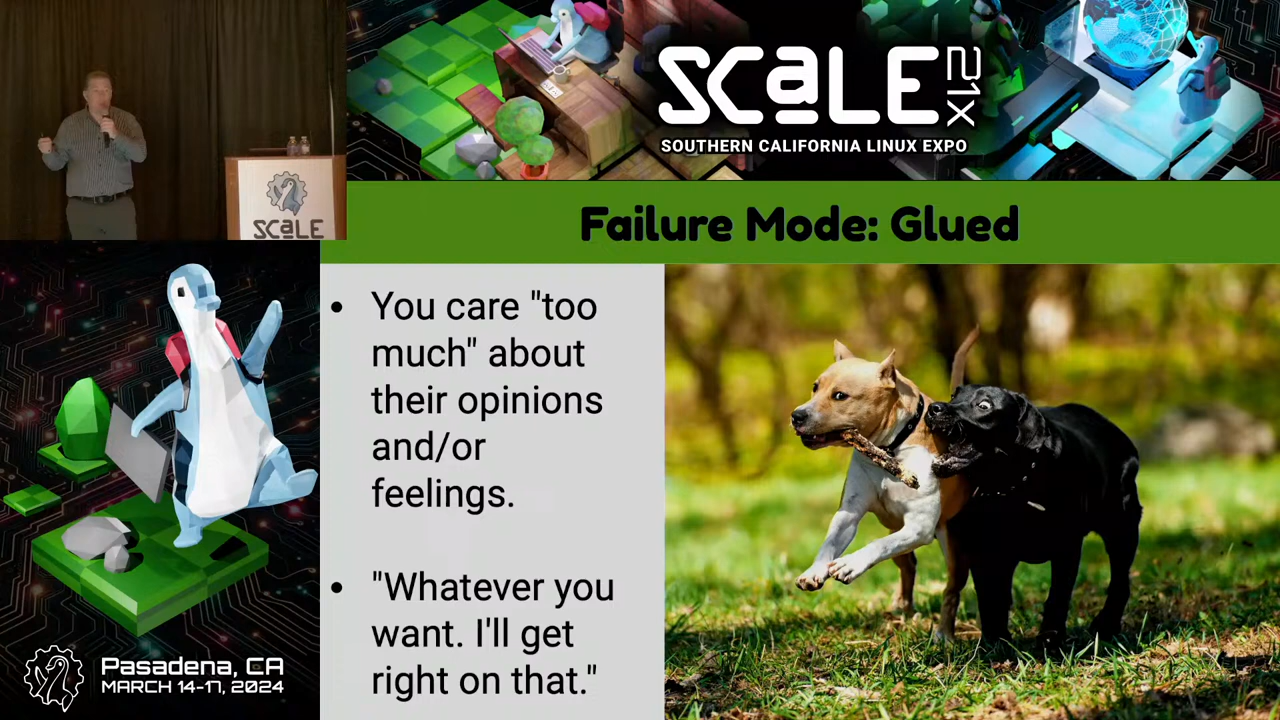 SCaLE 21x
SOUTHERN CALIFORNIA LINUX EXPO
SCaLE
Failure Mode: Glued
• You care "too
much" about
their opinions
and/or
feelings.
• "Whatever you
want. I'll get
right on that."
Pasadena, CA
MARCH 14-17, 2024